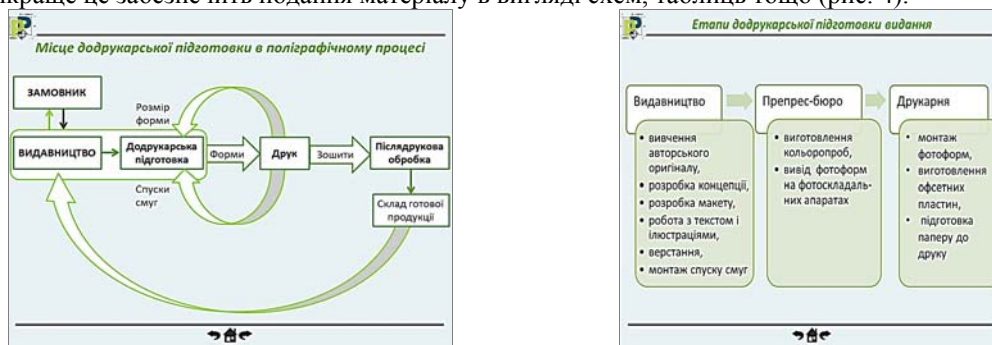 краще це забезпечить подання матеріалу в вигляді схем, таблиць тощо (рис. 4).
Місце додрукарської підготовки в поліграфічному процесі
ЗАМОВНИК
Розмір
форми
ВИДАВНИЦТВО
Додрукарська
підготовка
Форми
Друк
Зошити
Післядрукова
обробка
Спуски
смуг
Склад готової
продукції
Етапи додрукарської підготовки видання
Видавництво
• вивчення
авторського
оригіналу,
• розробка концепції,
• розробка макету,
• робота з текстом і
ілюстраціями,
• верстання,
• монтаж спуску смуг
Препрес-бюро
• виготовлення
кольоропроб,
• вивід фотоформ
на фотоскладаль-
них апаратах
Друкарня
• монтаж
фотоформ,
• виготовлення
офсетних
пластин,
• підготовка
паперу до
друку